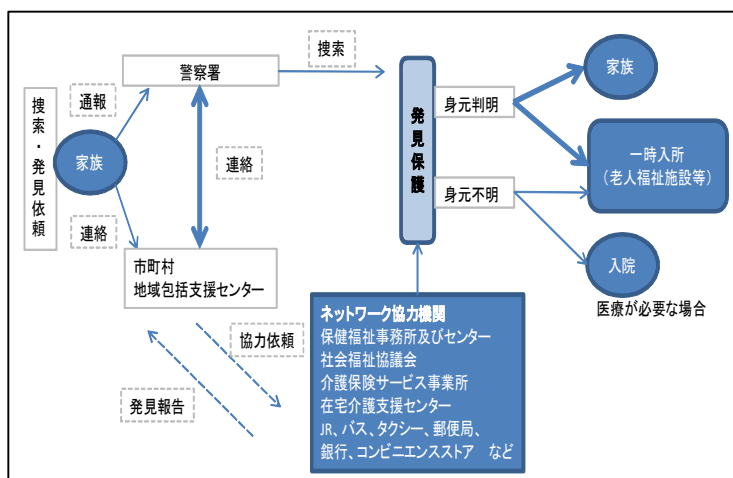 捜索・発見依頼
家族
通報
連絡
警察署
連絡
市町村
地域包括支援センター
捜索
発見保護
身元判明
身元不明
家族
一時入所
（老人福祉施設等）
入院
医療が必要な場合
協力依頼
発見報告
ネットワーク協力機関
保健福祉事務所及びセンター
社会福祉協議会
介護保険サービス事業所
在宅介護支援センター
JR、バス、タクシー、郵便局、
銀行、コンビニエンスストア　など